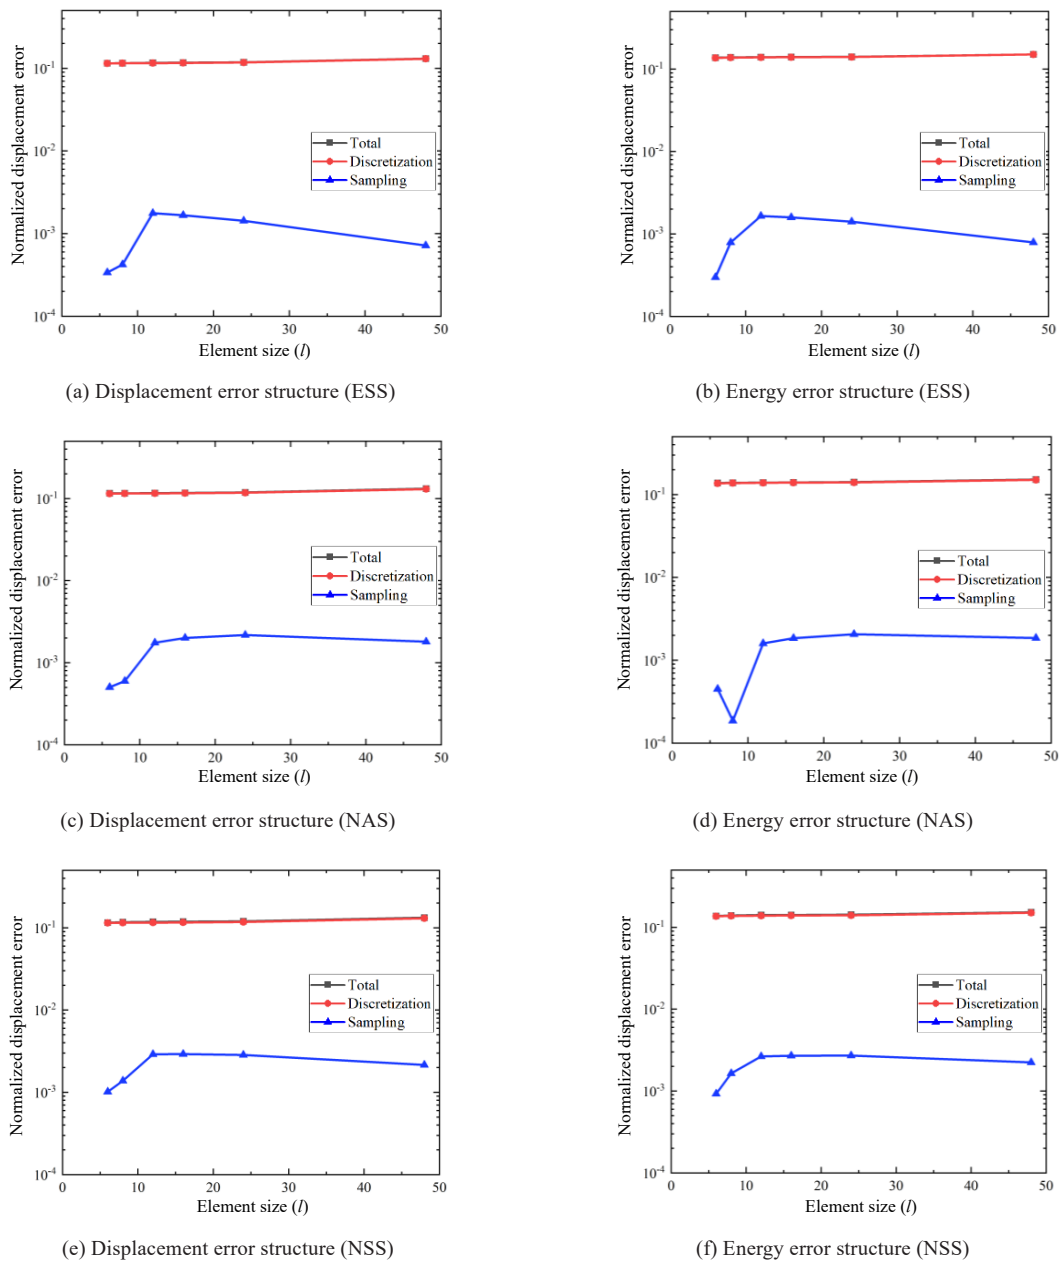 Normalized displacement error
10-1
10-2
10-3
10-4
Total
Discretization
Sampling
0 10 20 30 40 50
Element size (l)
(a) Displacement error structure (ESS)
Normalized displacement error
10-1
10-2
10-3
10-4
Total
Discretization
Sampling
0 10 20 30 40 50
Element size (l)
(b) Energy error structure (ESS)
Normalized displacement error
10-1
10-2
10-3
10-4
Total
Discretization
Sampling
0 10 20 30 40 50
Element size (l)
(c) Displacement error structure (NAS)
Normalized displacement error
10-1
10-2
10-3
10-4
Total
Discretization
Sampling
0 10 20 30 40 50
Element size (l)
(d) Energy error structure (NAS)
Normalized displacement error
10-1
10-2
10-3
10-4
Total
Discretization
Sampling
0 10 20 30 40 50
Element size (l)
(e) Displacement error structure (NSS)
Normalized displacement error
10-1
10-2
10-3
10-4
Total
Discretization
Sampling
0 10 20 30 40 50
Element size (l)
(f) Energy error structure (NSS)